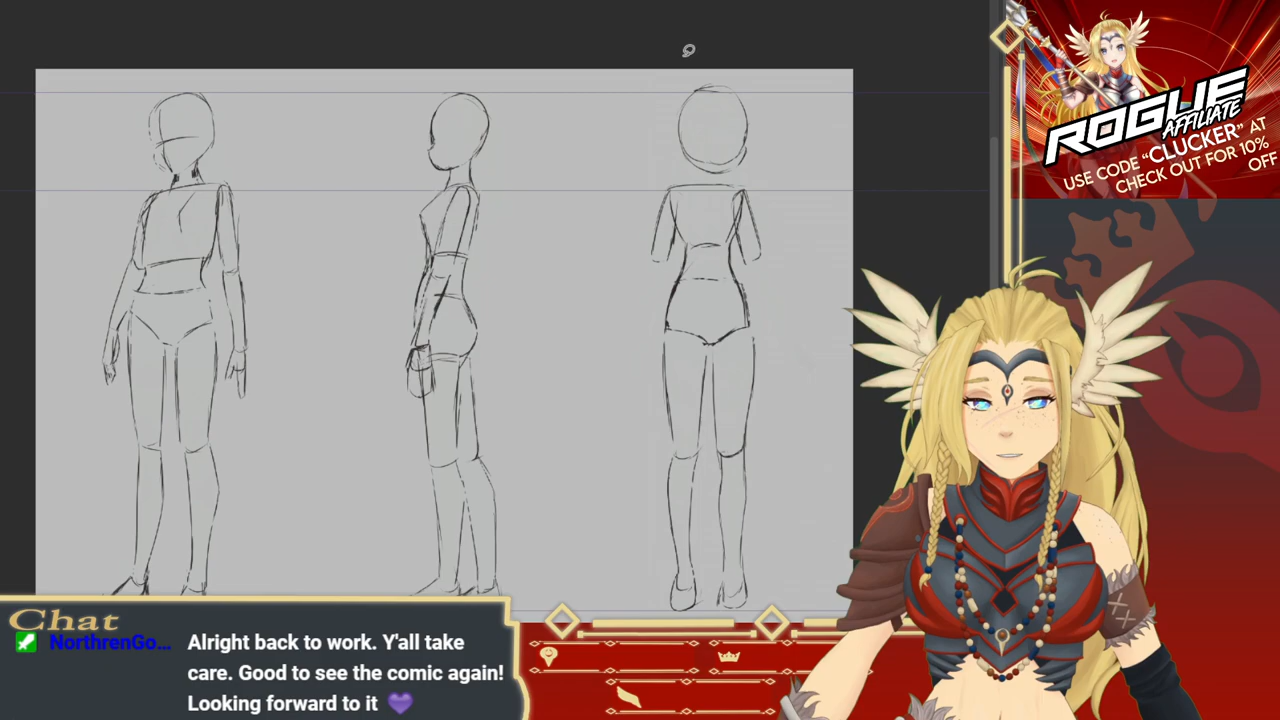 ROGUE
AFFILIATE
USE CODE "CLUCKER" AT
CHECK OUT FOR 10%
OFF
Chat
NorthrenGo... Alright back to work. Y'all take
care. Good to see the comic again!
Looking forward to it